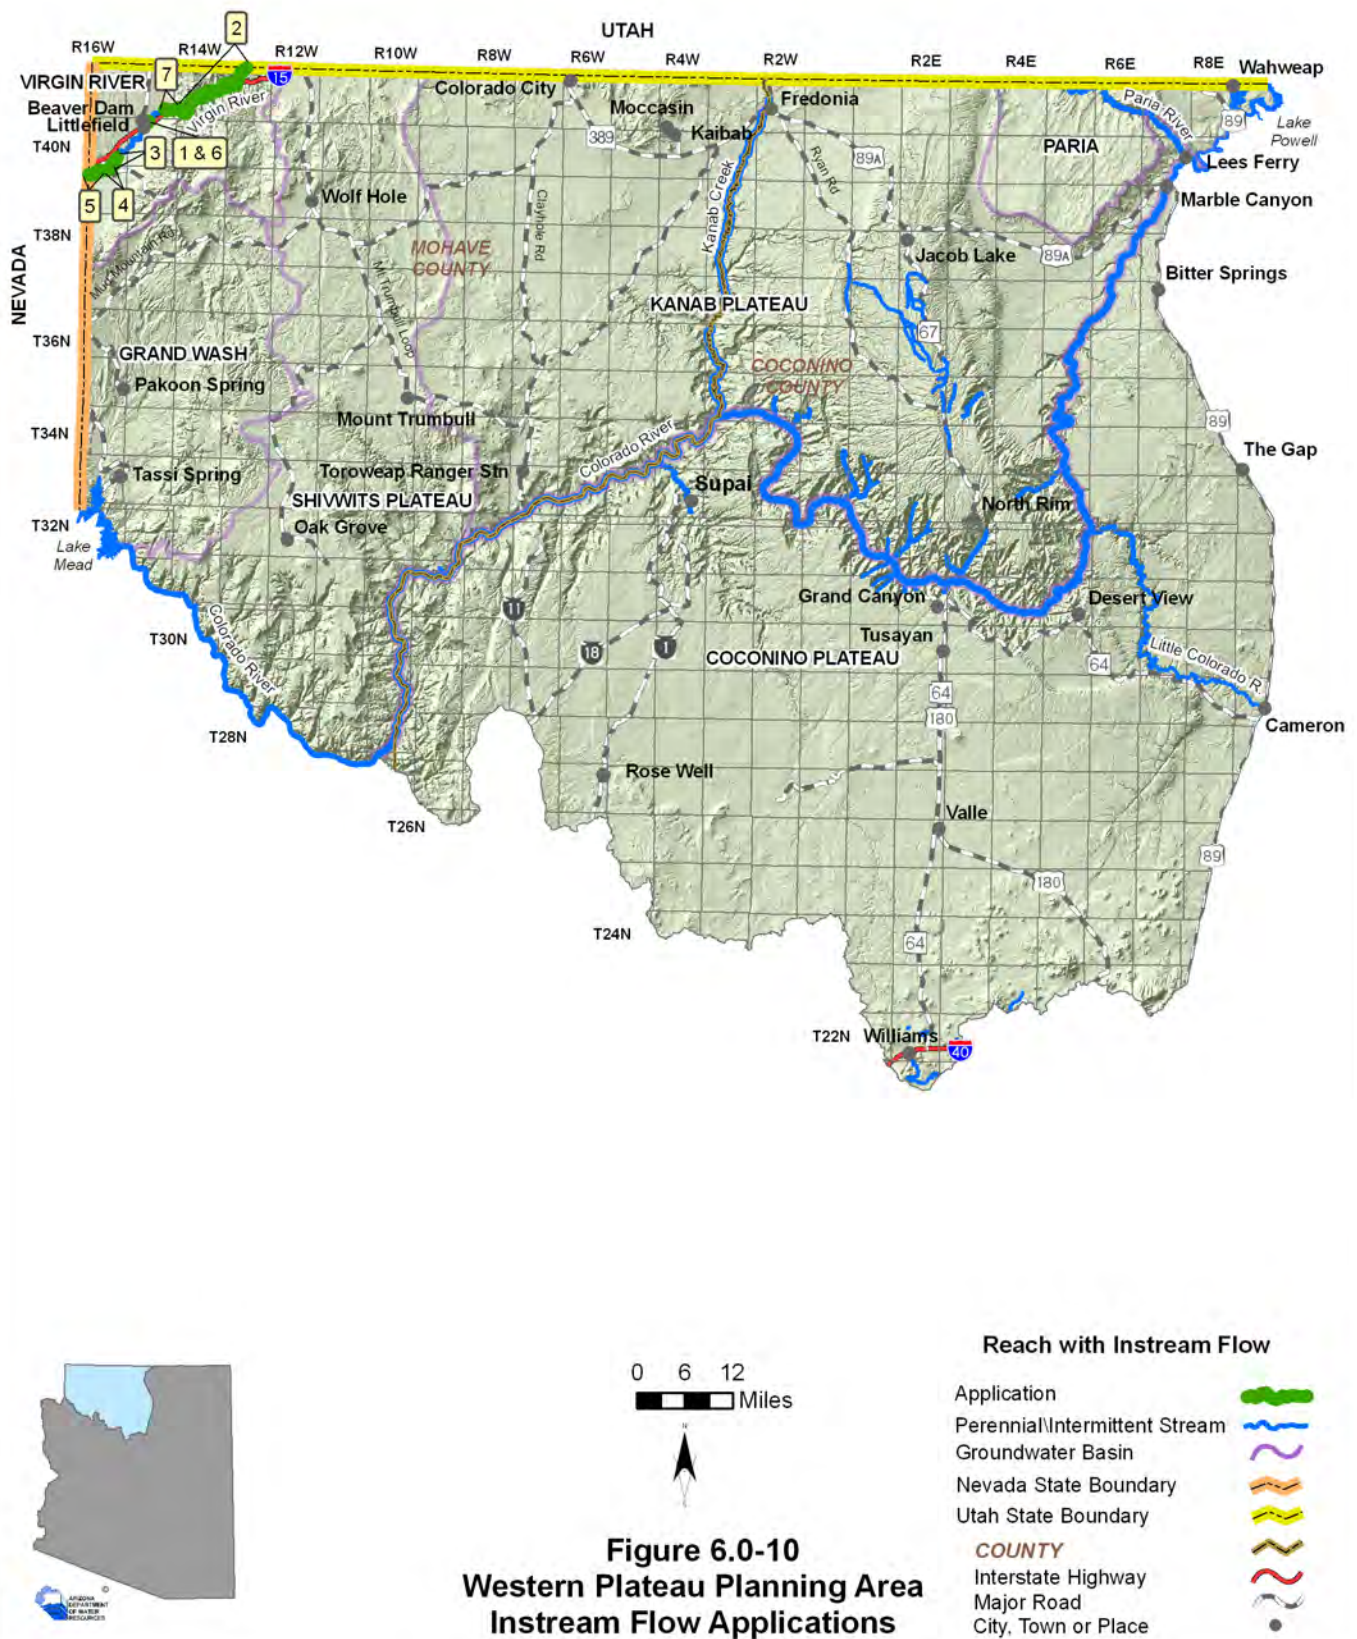 UTAH
R16W
R14W
R12W
R10W
R8W
R6W
R4W
R2W
R2E
R4E
R6E
R8E
2
7
15
VIRGIN RIVER
Beaver Dam
Littlefield
Virgin River
T40N
3
1 & 6
5
4
Colorado City
Moccasin
Kaibab
Fredonia
389
Ryan Rd
89A
PARIA
Paria River
Wahweap
89
Lake
Powell
Lees Ferry
Marble Canyon
Wolf Hole
Clayhole Rd
Kanab Creek
T38N
NEVADA
Mud Mountain Rd
MOHAVE
COUNTY
Mt Trumbull Loop
Jacob Lake
89A
Bitter Springs
KANAB PLATEAU
67
T36N
GRAND WASH
Pakoon Spring
COCONINO
COUNTY
Mount Trumbull
T34N
89
Colorado River
The Gap
Tassi Spring
Toroweap Ranger Stn
Supai
SHIVWITS PLATEAU
North Rim
T32N
Oak Grove
Lake
Mead
Grand Canyon
Desert View
11
T30N
Colorado River
18
1
Tusayan
COCONINO PLATEAU
64
Little Colorado R
64
180
Cameron
T28N
Rose Well
Valle
T26N
89
180
T24N
64
T22N
Williams
40
Reach with Instream Flow
0 6 12
Miles
N
Application
Perennial\Intermittent Stream
Groundwater Basin
Nevada State Boundary
Utah State Boundary
COUNTY
Interstate Highway
Major Road
City, Town or Place
ARIZONA
DEPARTMENT
OF WATER
RESOURCES
Figure 6.0-10
Western Plateau Planning Area
Instream Flow Applications